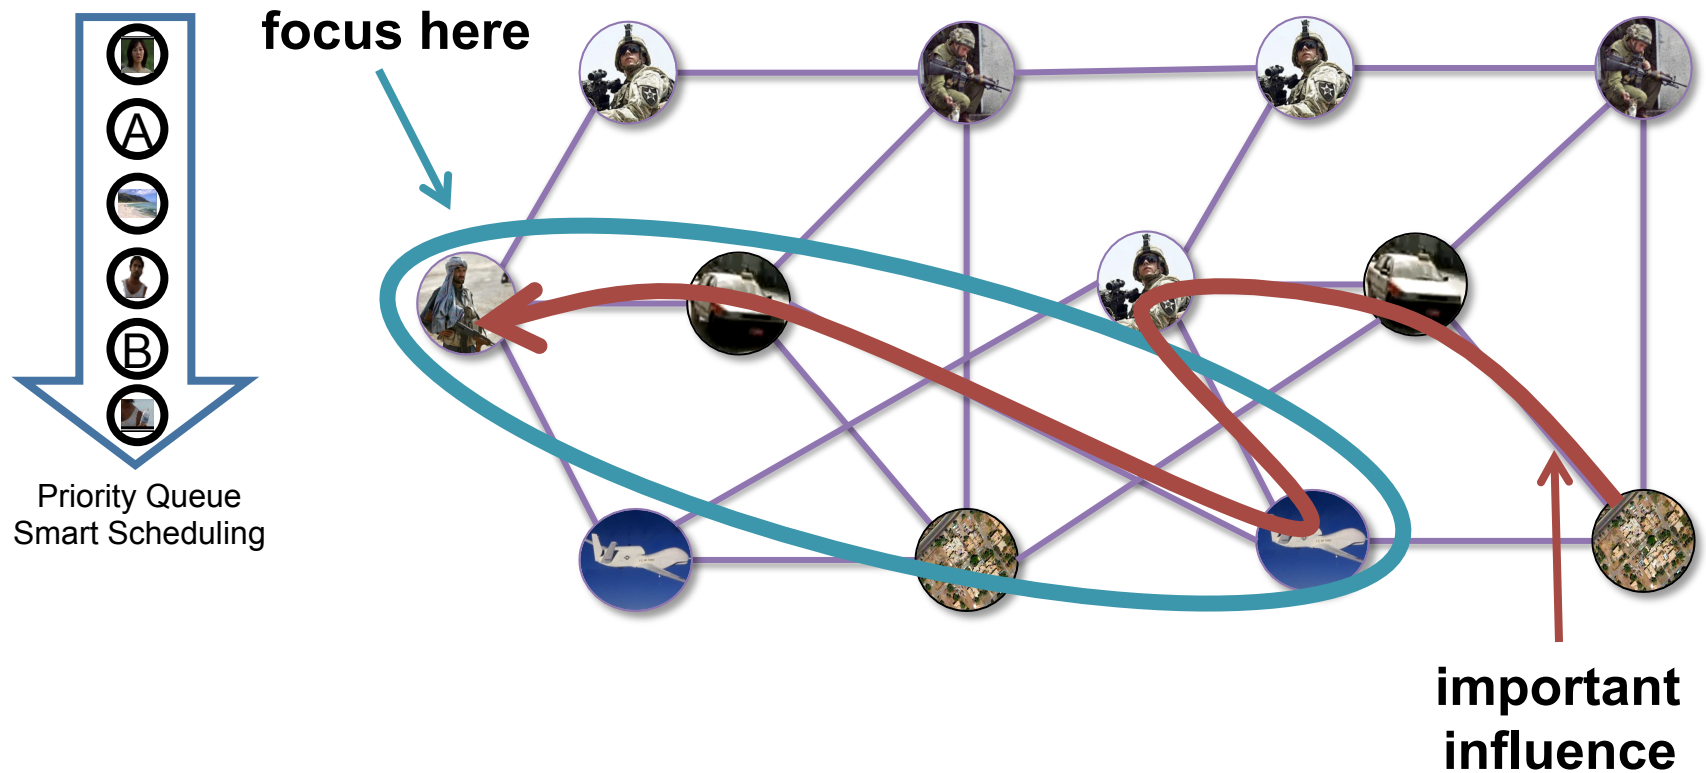 focus here
A
B
Priority Queue
Smart Scheduling
important
influence